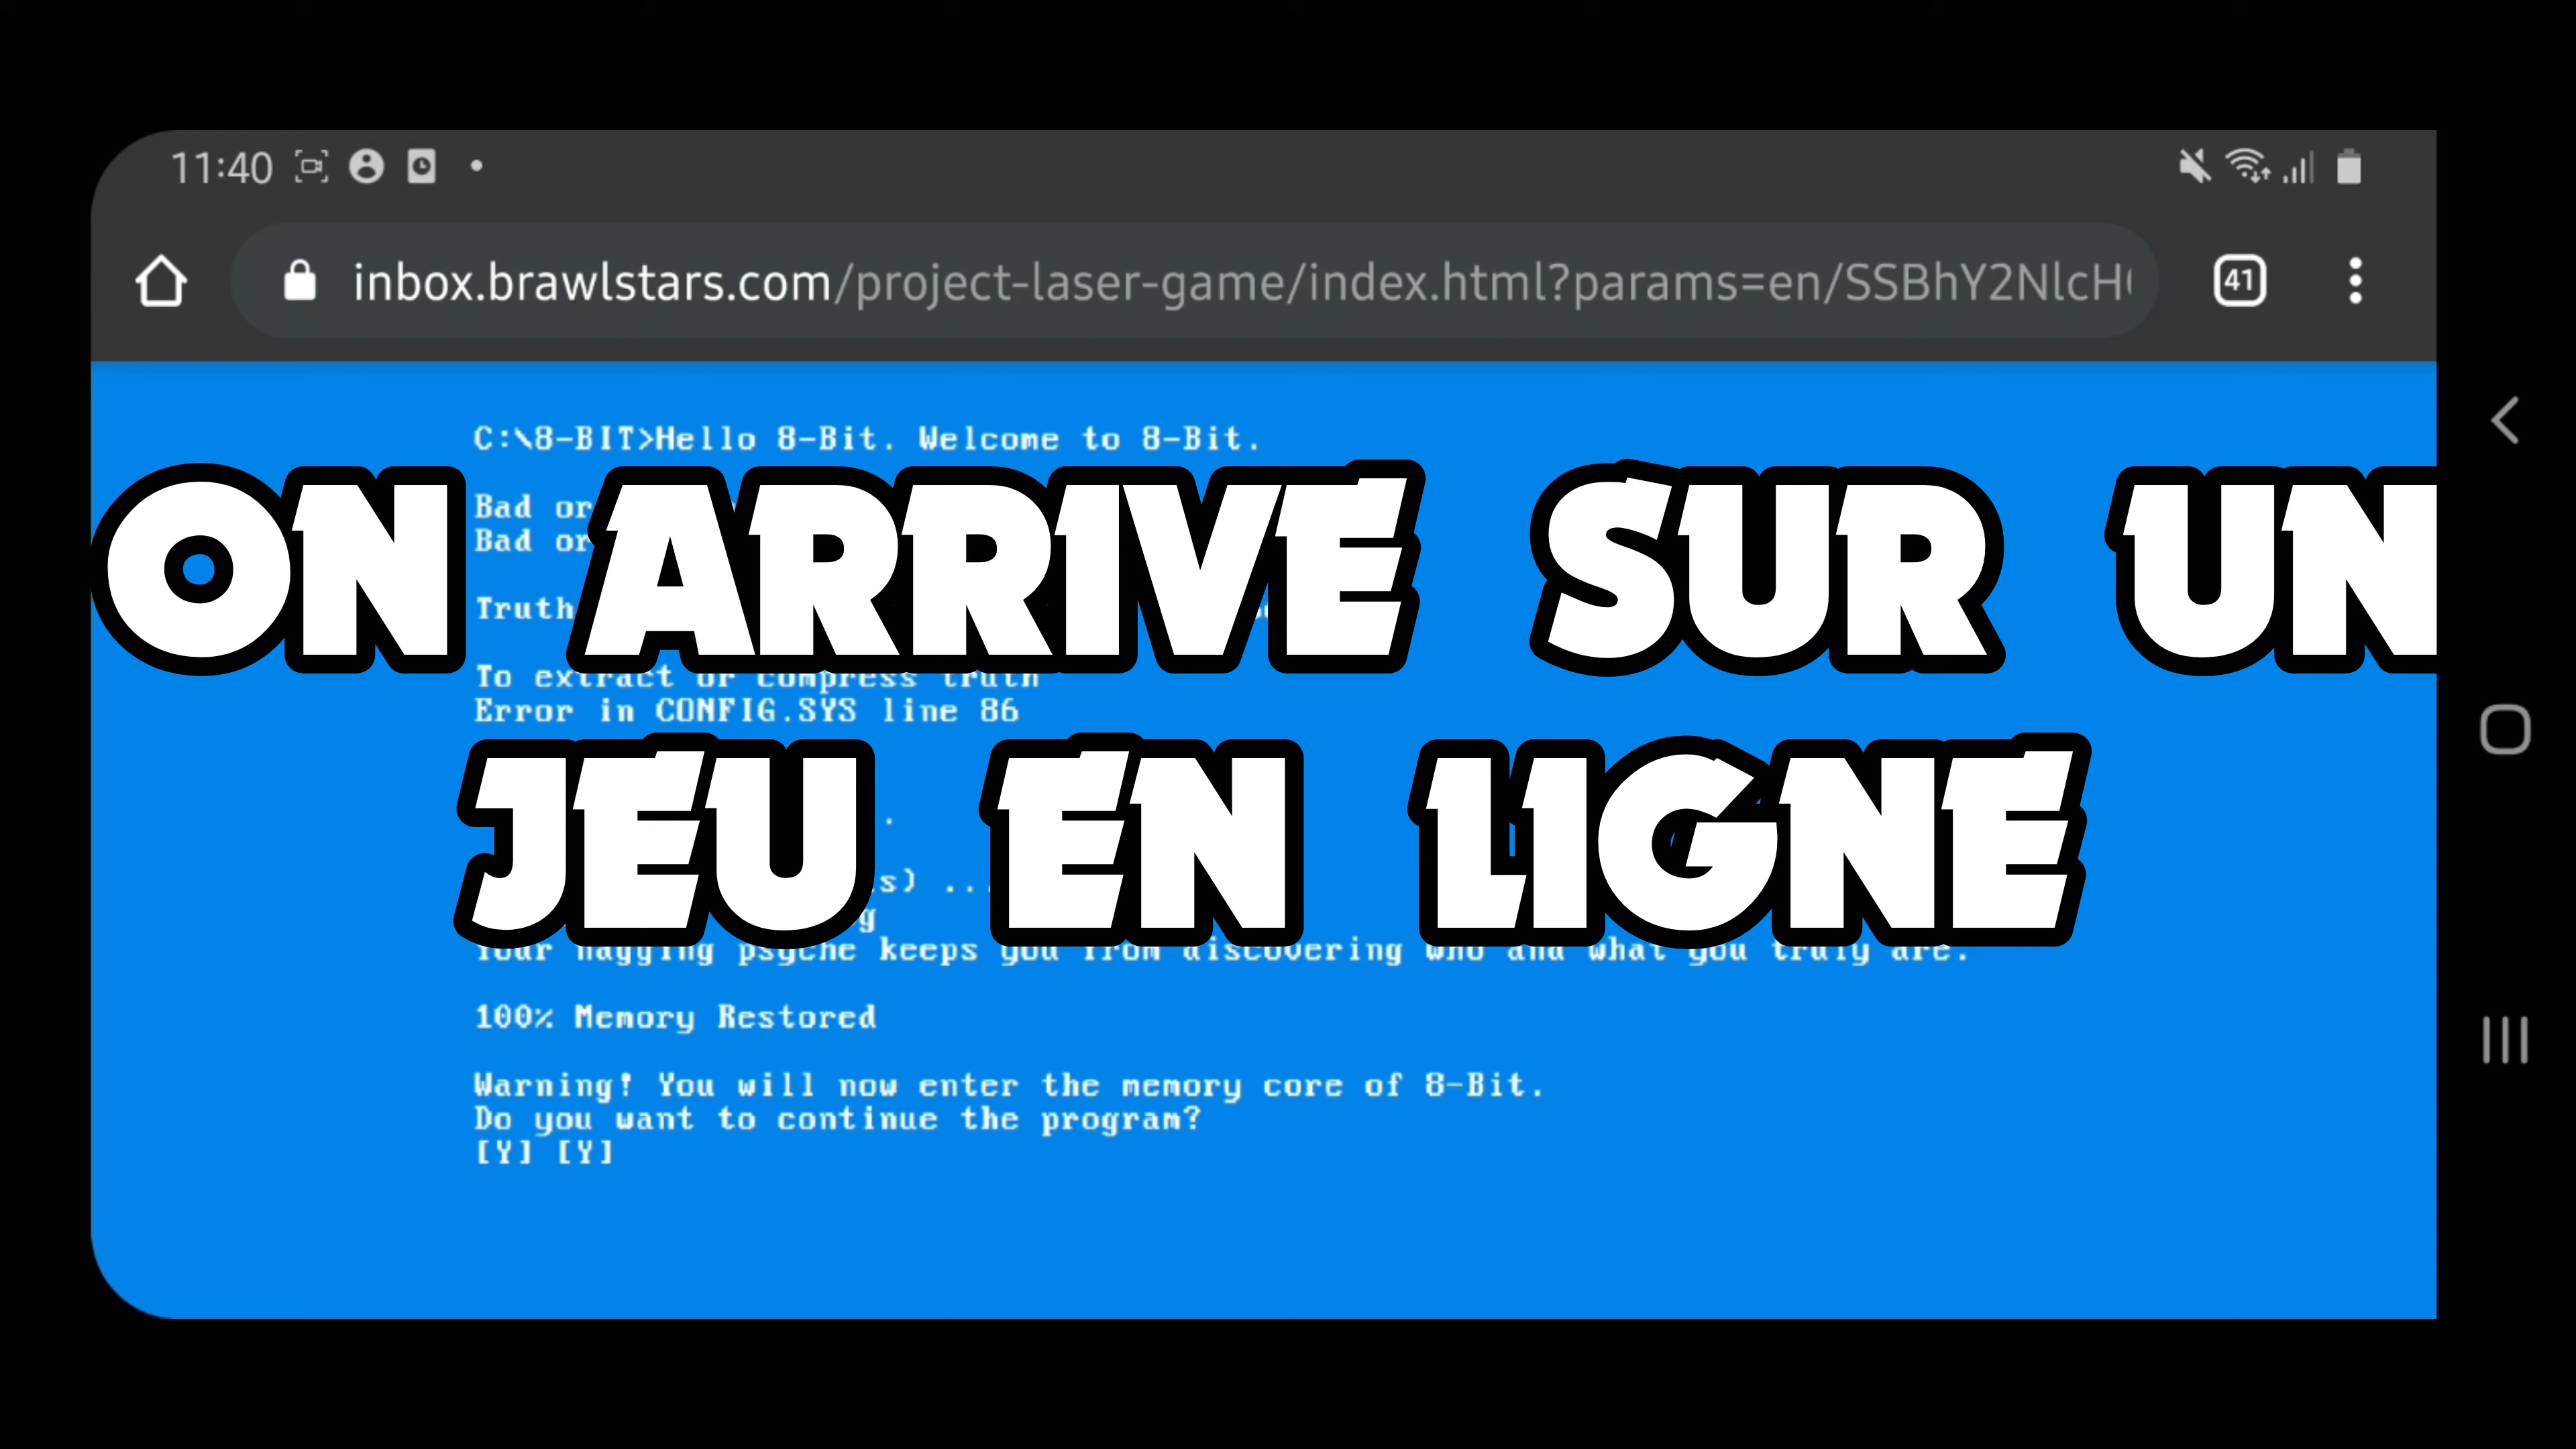 11:40
inbox.brawlstars.com/project-laser-game/index.html?params=en/SSBhY2NlcH
41
C:\8-BIT>Hello 8-Bit. Welcome to 8-Bit.
Bad or
Bad or
ON ARRIVE SUR UN
Truth
To extract or compress truth
Error in CONFIG.SYS line 86
JEU EN LIGNE
Your nagging psyche keeps you from discovering who and what you truly are.
100% Memory Restored
Warning! You will now enter the memory core of 8-Bit.
Do you want to continue the program?
[Y] [Y]